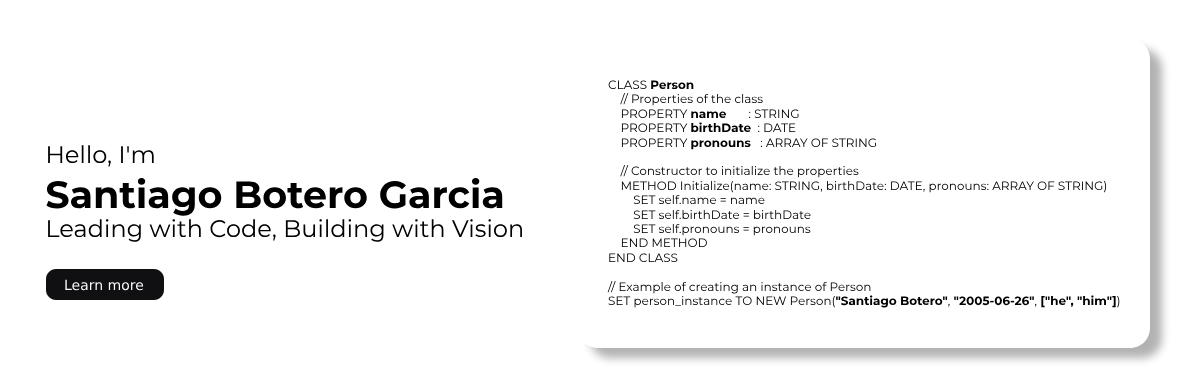 Hello, I'm
Santiago Botero Garcia
Leading with Code, Building with Vision
Learn more
CLASS Person
// Properties of the class
PROPERTY name : STRING
PROPERTY birthDate : DATE
PROPERTY pronouns : ARRAY OF STRING
// Constructor to initialize the properties
METHOD Initialize(name: STRING, birthDate: DATE, pronouns: ARRAY OF STRING)
SET self.name = name
SET self.birthDate = birthDate
SET self.pronouns = pronouns
END METHOD
END CLASS
// Example of creating an instance of Person
SET person_instance TO NEW Person("Santiago Botero", "2005-06-26", ["he", "him"])